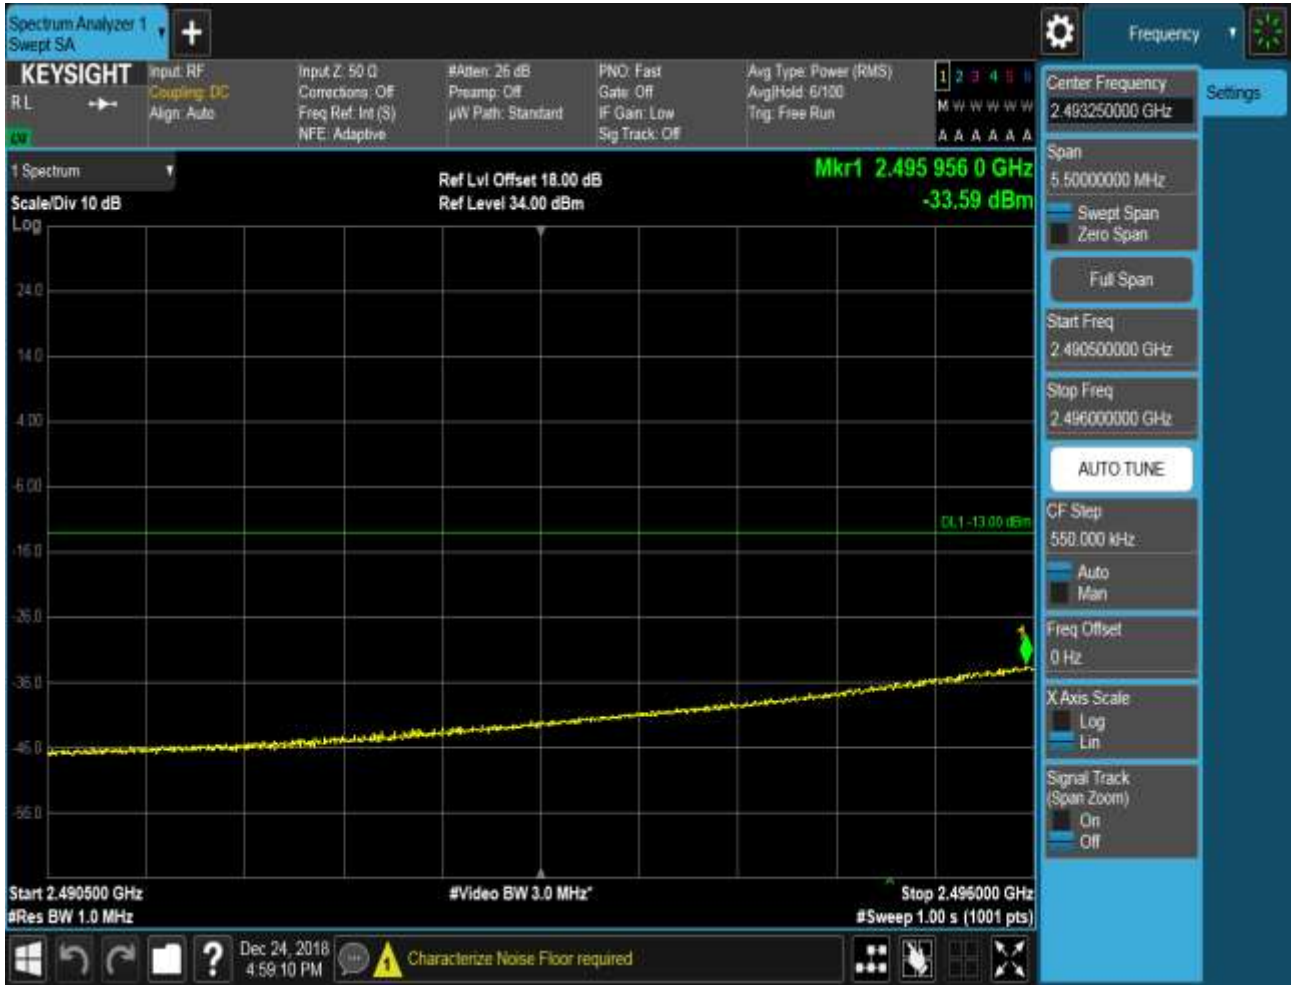 Spectrum Analyzer 1
Swept SA
Frequency
KEYSIGHT
R L
Input: RF
Coupling: DC
Align: Auto
Input Z: 50 Ω
Corrections: Off
Freq Ref: Int (S)
NFE: Adaptive
#Atten: 26 dB
Preamp: Off
µW Path: Standard
PNO: Fast
Gate: Off
IF Gain: Low
Sig Track: Off
Avg Type: Power (RMS)
Avg|Hold: 6/100
Trig: Free Run
1 2 3 4 5 6
M W W W W W
A A A A A A
1 Spectrum
Scale/Div 10 dB
Log
Ref Lvl Offset 18.00 dB
Ref Level 34.00 dBm
Mkr1 2.495 956 0 GHz
-33.59 dBm
24.0
14.0
4.00
-6.00
-16.0
-26.0
-36.0
-46.0
-56.0
DL1 -13.00 dBm
1
Start 2.490500 GHz
#Res BW 1.0 MHz
#Video BW 3.0 MHz*
Stop 2.496000 GHz
#Sweep 1.00 s (1001 pts)
Center Frequency
2.493250000 GHz
Settings
Span
5.50000000 MHz
Swept Span
Zero Span
Full Span
Start Freq
2.490500000 GHz
Stop Freq
2.496000000 GHz
AUTO TUNE
CF Step
550.000 kHz
Auto
Man
Freq Offset
0 Hz
X Axis Scale
Log
Lin
Signal Track
(Span Zoom)
On
Off
?
Dec 24, 2018
4:59:10 PM
1
Characterize Noise Floor required